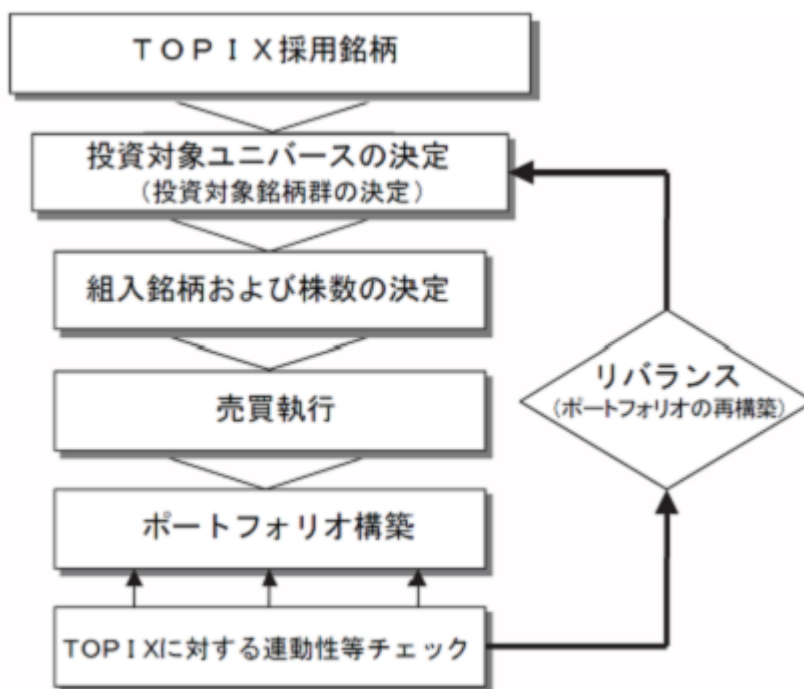 ＴＯＰＩＸ採用銘柄
投資対象ユニバースの決定
（投資対象銘柄群の決定）
組入銘柄および株数の決定
売買執行
ポートフォリオ構築
ＴＯＰＩＸに対する連動性等チェック
リバランス
（ポートフォリオの再構築）